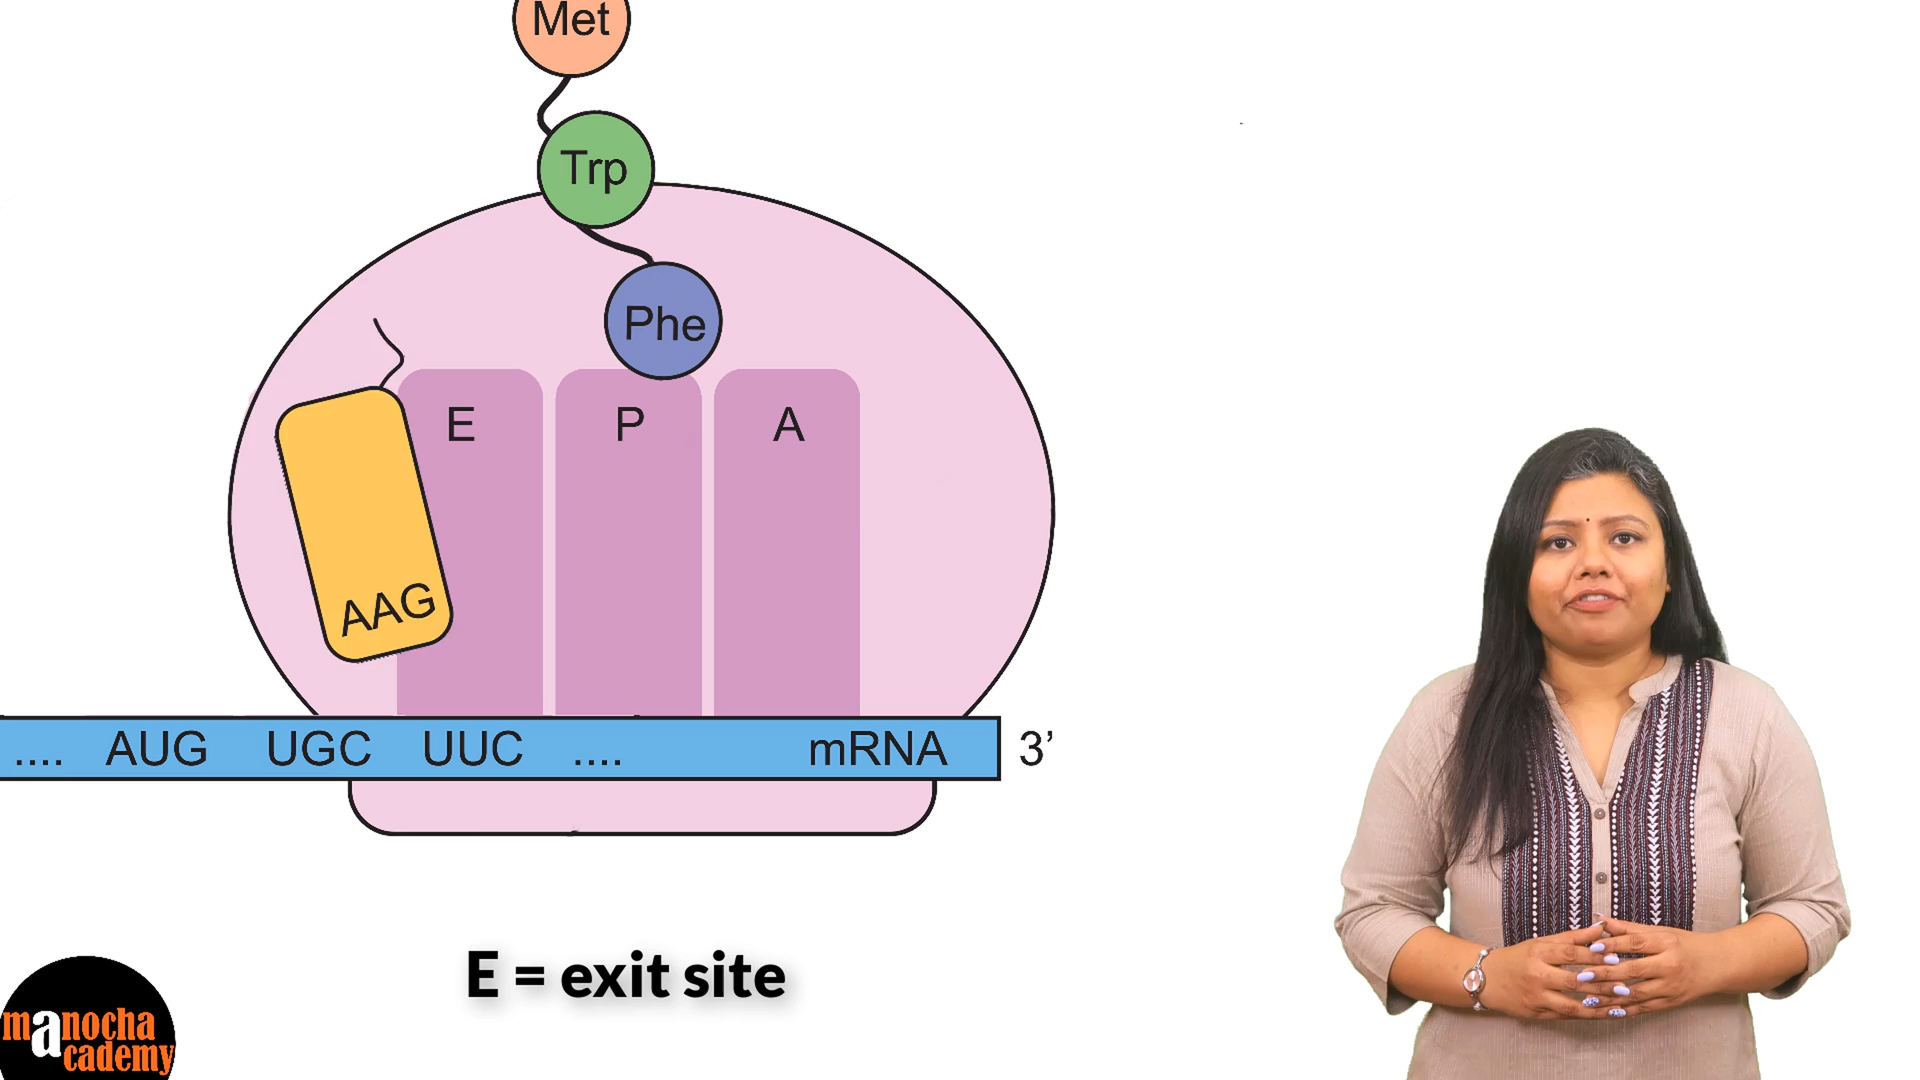 Met
Trp
Phe
E P A
AAG
.... AUG UGC UUC .... mRNA 3’
E = exit site
manocha
academy